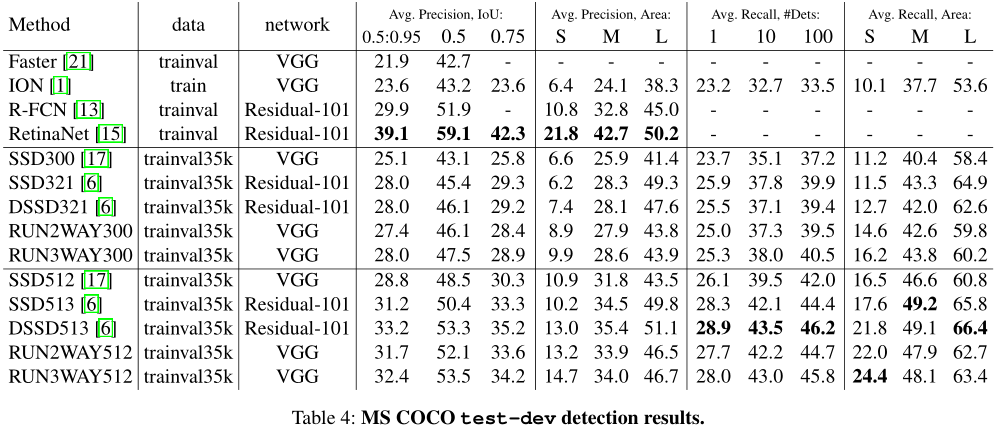 Method data network Avg. Precision, IoU: Avg. Precision, Area: Avg. Recall, #Dets: Avg. Recall, Area:
0.5:0.95 0.5 0.75 S M L 1 10 100 S M L
Faster [21] trainval VGG 21.9 42.7 - - - - - - - - - -
ION [1] train VGG 23.6 43.2 23.6 6.4 24.1 38.3 23.2 32.7 33.5 10.1 37.7 53.6
R-FCN [13] trainval Residual-101 29.9 51.9 - 10.8 32.8 45.0 - - - - - -
RetinaNet [15] trainval Residual-101 39.1 59.1 42.3 21.8 42.7 50.2 - - - - - -
SSD300 [17] trainval35k VGG 25.1 43.1 25.8 6.6 25.9 41.4 23.7 35.1 37.2 11.2 40.4 58.4
SSD321 [6] trainval35k Residual-101 28.0 45.4 29.3 6.2 28.3 49.3 25.9 37.8 39.9 11.5 43.3 64.9
DSSD321 [6] trainval35k Residual-101 28.0 46.1 29.2 7.4 28.1 47.6 25.5 37.1 39.4 12.7 42.0 62.6
RUN2WAY300 trainval35k VGG 27.4 46.1 28.4 8.9 27.9 43.8 25.0 37.3 39.5 14.6 42.6 59.8
RUN3WAY300 trainval35k VGG 28.0 47.5 28.9 9.9 28.6 43.9 25.3 38.0 40.5 16.2 43.8 60.2
SSD512 [17] trainval35k VGG 28.8 48.5 30.3 10.9 31.8 43.5 26.1 39.5 42.0 16.5 46.6 60.8
SSD513 [6] trainval35k Residual-101 31.2 50.4 33.3 10.2 34.5 49.8 28.3 42.1 44.4 17.6 49.2 65.8
DSSD513 [6] trainval35k Residual-101 33.2 53.3 35.2 13.0 35.4 51.1 28.9 43.5 46.2 21.8 49.1 66.4
RUN2WAY512 trainval35k VGG 31.7 52.1 33.6 13.2 33.9 46.5 27.7 42.2 44.7 22.0 47.9 62.7
RUN3WAY512 trainval35k VGG 32.4 53.5 34.2 14.7 34.0 46.7 28.0 43.0 45.8 24.4 48.1 63.4
Table 4: MS COCO test-dev detection results.